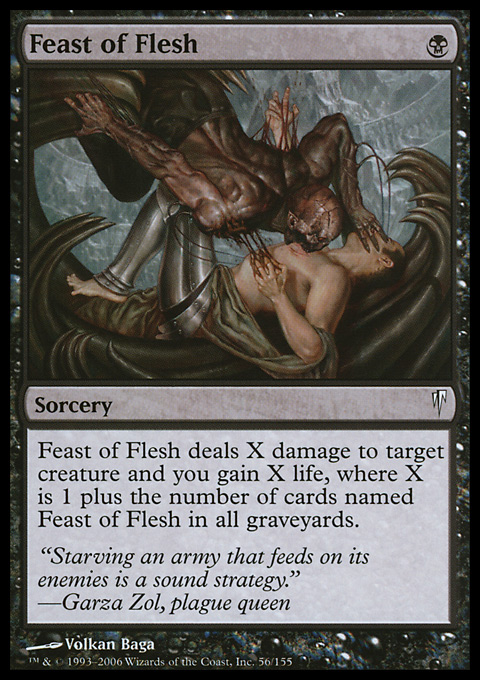 Feast of Flesh
Sorcery
Feast of Flesh deals X damage to target
creature and you gain X life, where X
is 1 plus the number of cards named
Feast of Flesh in all graveyards.
“Starving an army that feeds on its
enemies is a sound strategy.”
—Garza Zol, plague queen
Volkan Baga
™ & © 1993–2006 Wizards of the Coast, Inc. 56/155